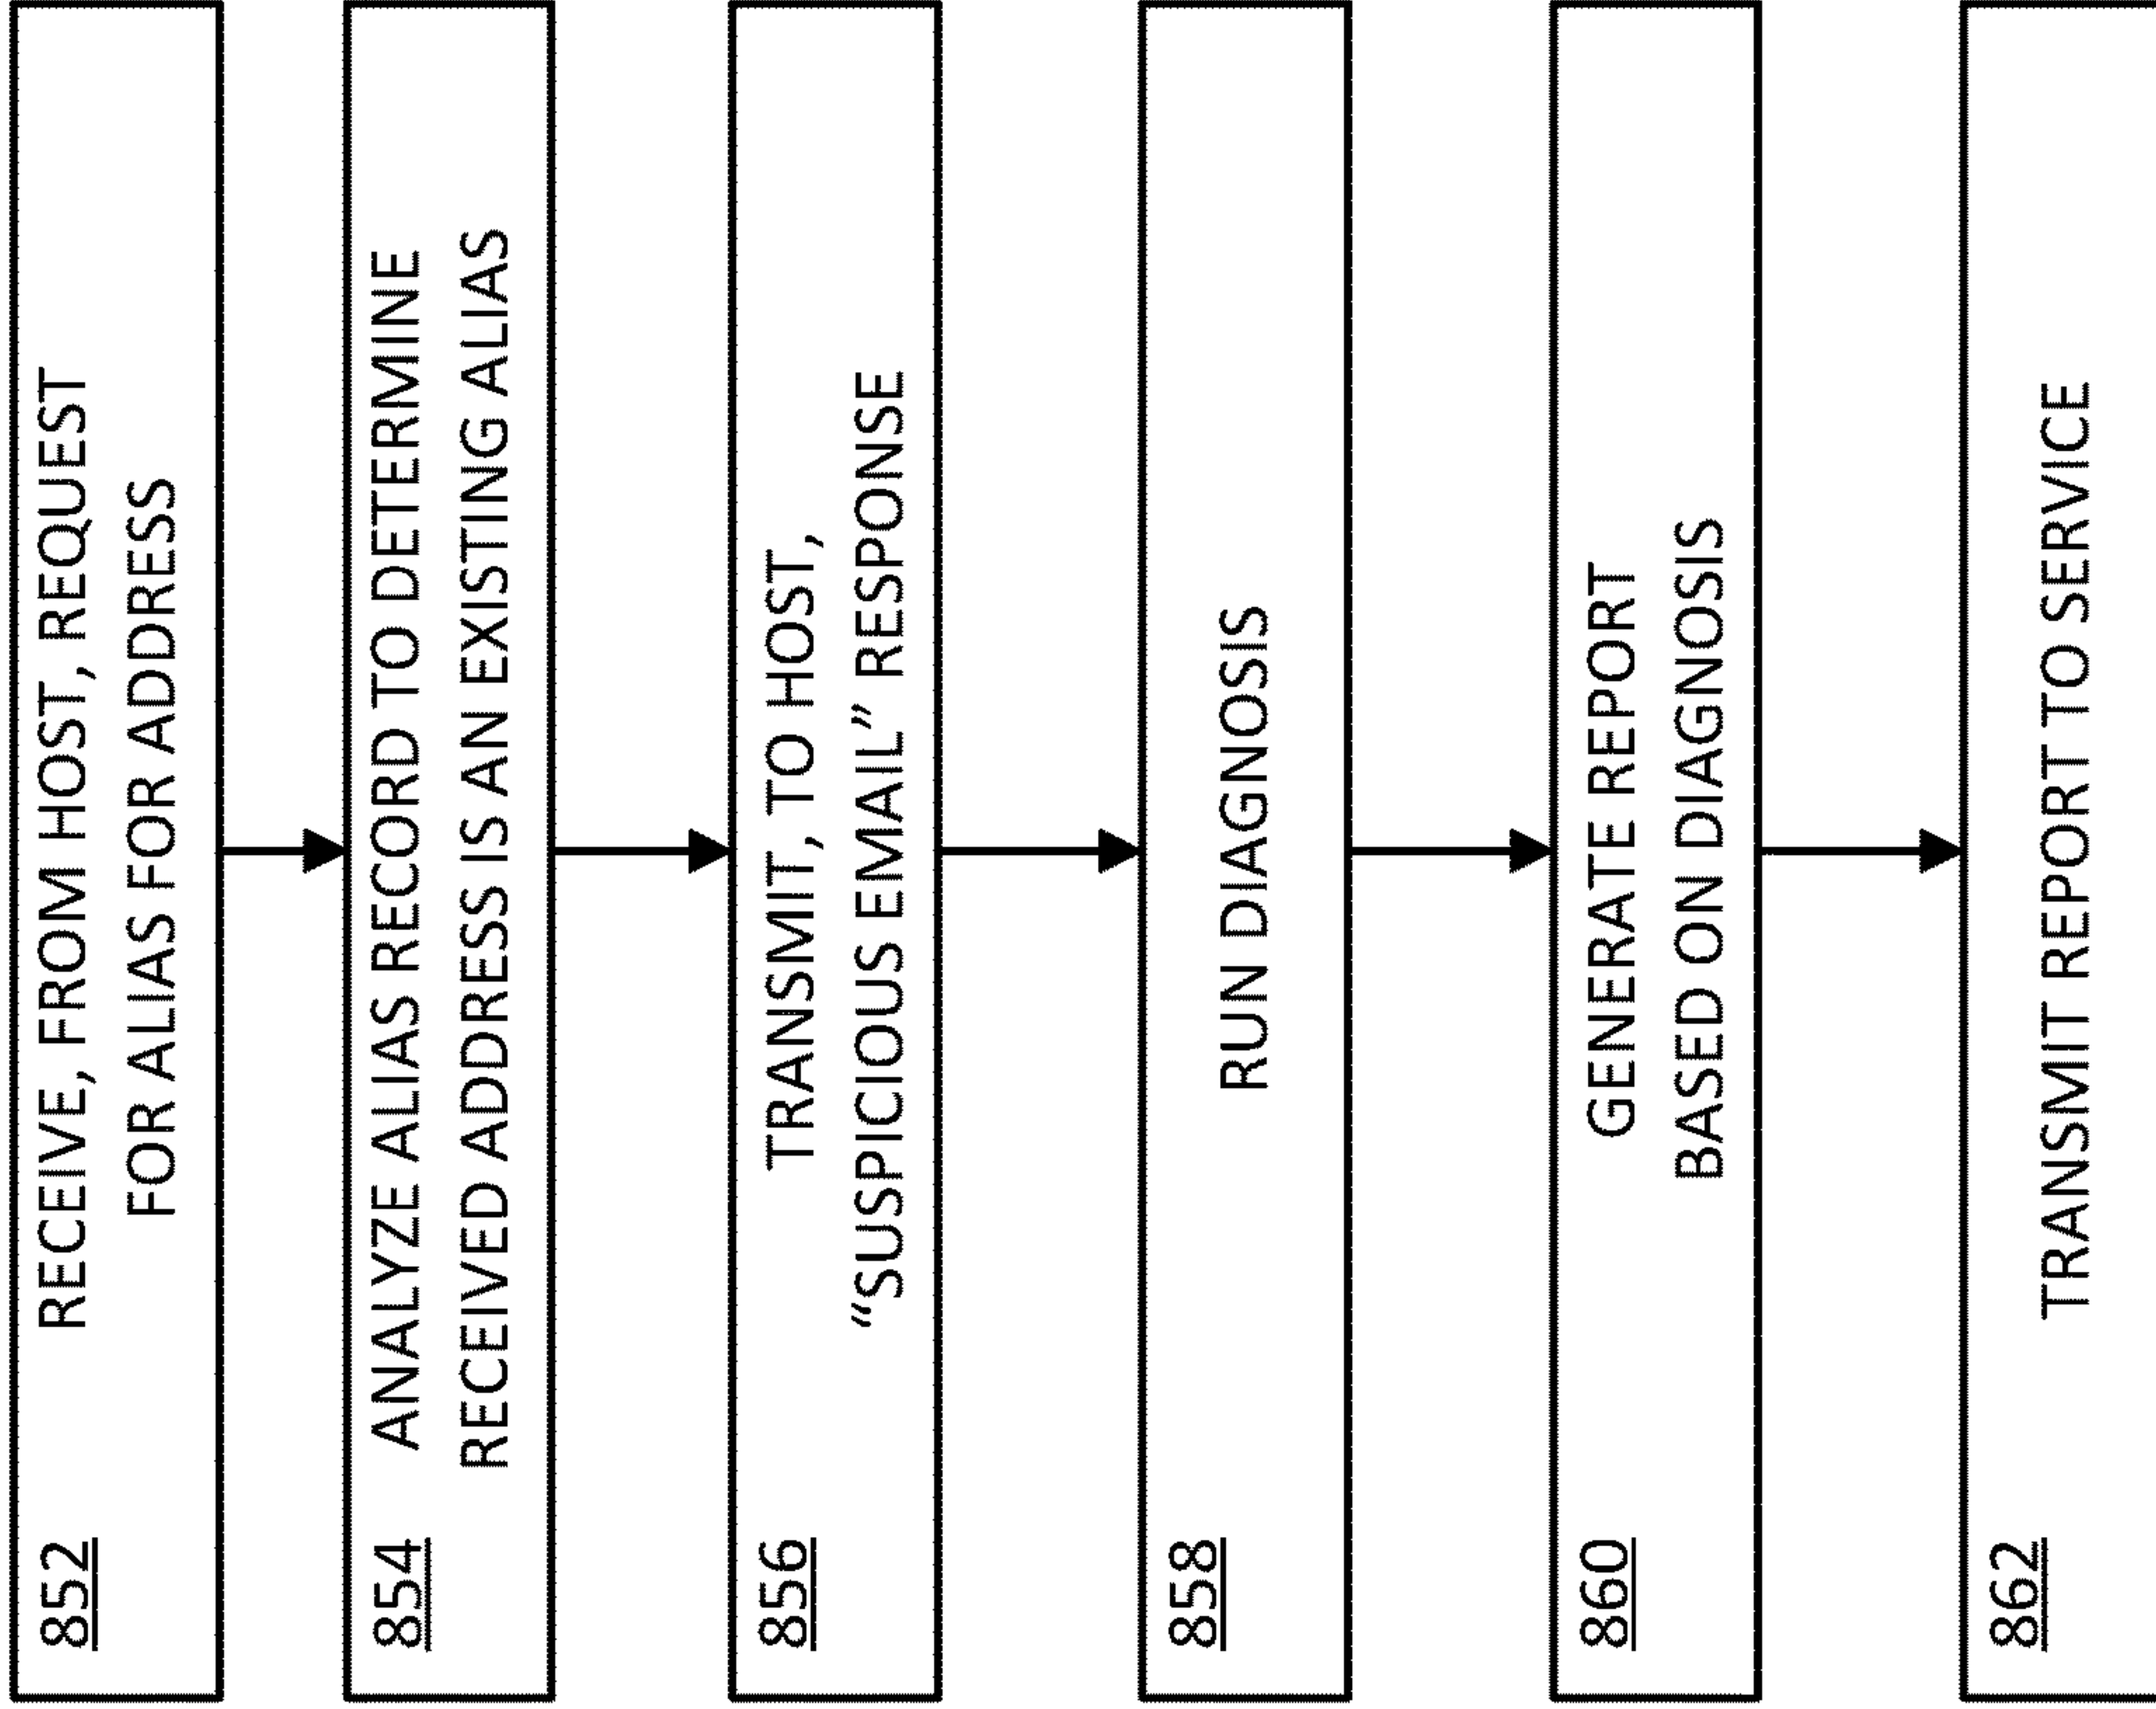 852
RECEIVE, FROM HOST, REQUEST
FOR ALIAS FOR ADDRESS
854
ANALYZE ALIAS RECORD TO DETERMINE
RECEIVED ADDRESS IS AN EXISTING ALIAS
856
TRANSMIT, TO HOST,
“SUSPICIOUS EMAIL” RESPONSE
858
RUN DIAGNOSIS
860
GENERATE REPORT
BASED ON DIAGNOSIS
862
TRANSMIT REPORT TO SERVICE